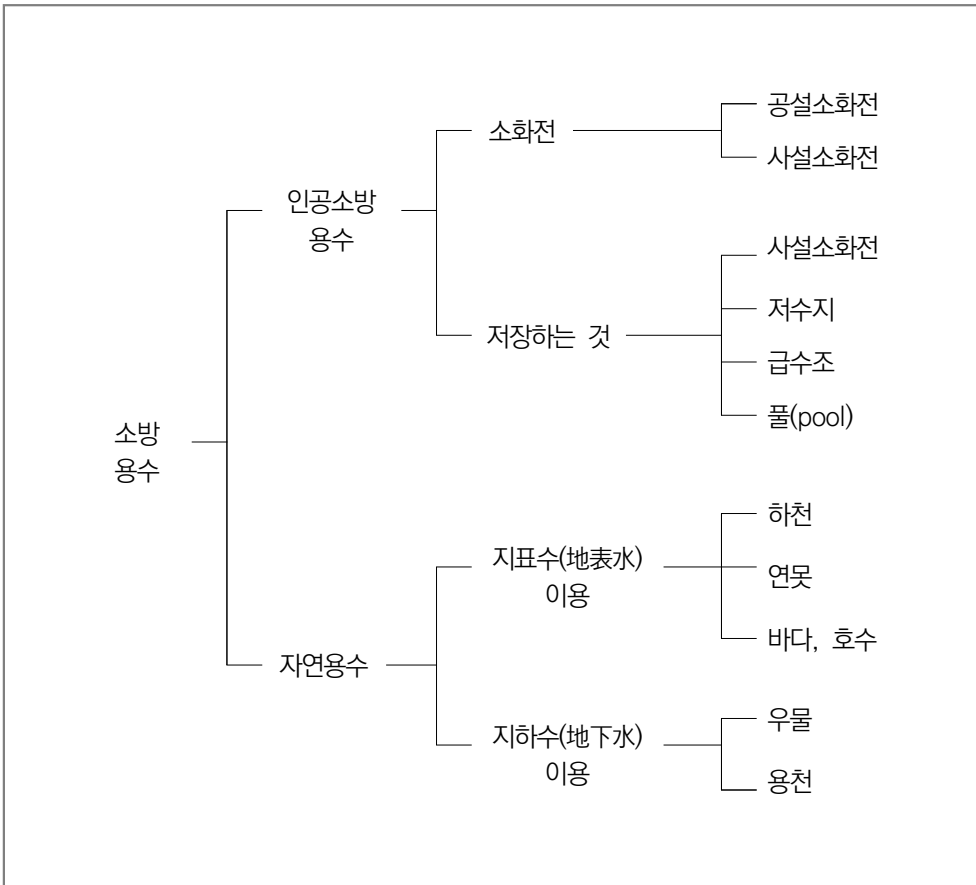 소방
용수
인공소방
용수
소화전
공설소화전
사설소화전
저장하는 것
사설소화전
저수지
급수조
풀(pool)
자연용수
지표수(地表水)
이용
하천
연못
바다, 호수
지하수(地下水)
이용
우물
용천